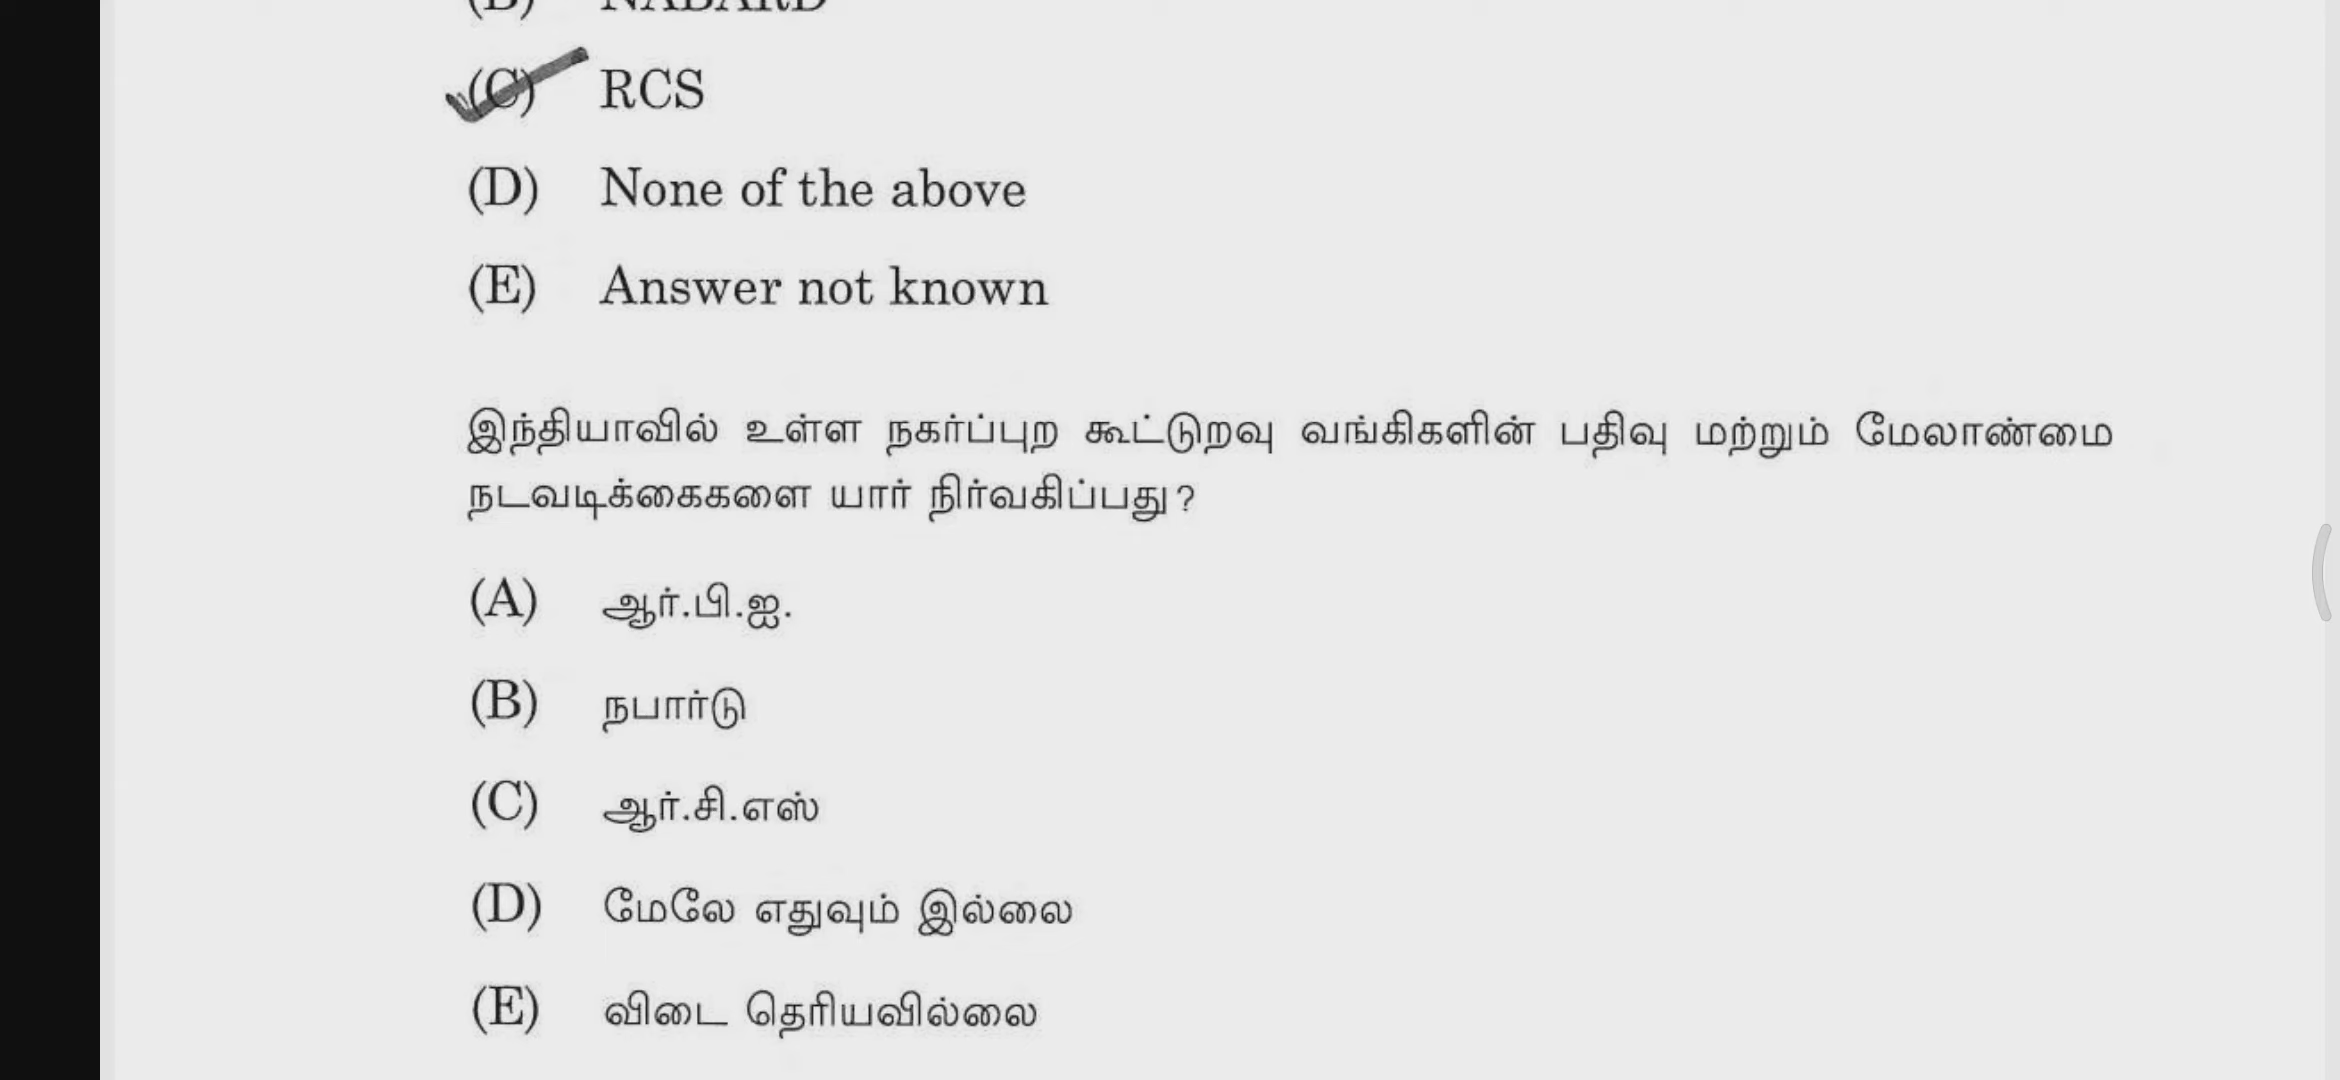 (B) NABARD
(C) RCS
(D) None of the above
(E) Answer not known
இந்தியாவில் உள்ள நகர்ப்புற கூட்டுறவு வங்கிகளின் பதிவு மற்றும் மேலாண்மை
நடவடிக்கைகளை யார் நிர்வகிப்பது?
(A) ஆர்.பி.ஐ.
(B) நபார்டு
(C) ஆர்.சி.எஸ்
(D) மேலே எதுவும் இல்லை
(E) விடை தெரியவில்லை